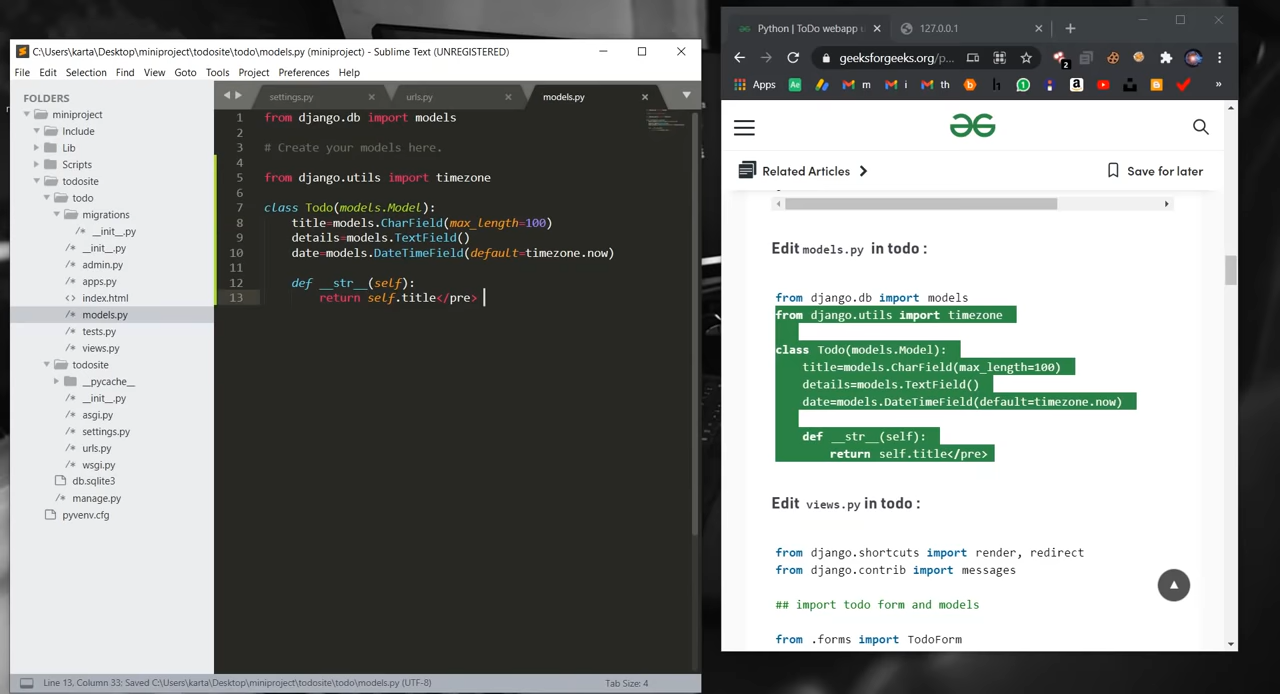 C:\Users\karta\Desktop\miniproject\todosite\todo\models.py (miniproject) - Sublime Text (UNREGISTERED)
File Edit Selection Find View Goto Tools Project Preferences Help
FOLDERS
miniproject
Include
Lib
Scripts
todosite
todo
migrations
/* __init__.py
/* __init__.py
/* admin.py
/* apps.py
<> index.html
/* models.py
/* tests.py
/* views.py
todosite
__pycache__
/* __init__.py
/* asgi.py
/* settings.py
/* urls.py
/* wsgi.py
db.sqlite3
/* manage.py
pyvenv.cfg
settings.py urls.py models.py
1 from django.db import models
2
3 # Create your models here.
4
5 from django.utils import timezone
6
7 class Todo(models.Model):
8 title=models.CharField(max_length=100)
9 details=models.TextField()
10 date=models.DateTimeField(default=timezone.now)
11
12 def __str__(self):
13 return self.title</pre>
Line 13, Column 33: Saved C:\Users\karta\Desktop\miniproject\todosite\todo\models.py (UTF-8) Tab Size: 4
Python | ToDo webapp u 127.0.0.1
geeksforgeeks.org/p... 2
Apps Ae m i th b h a »
Related Articles Save for later
Edit models.py in todo :
from django.db import models
from django.utils import timezone
class Todo(models.Model):
title=models.CharField(max_length=100)
details=models.TextField()
date=models.DateTimeField(default=timezone.now)
def __str__(self):
return self.title</pre>
Edit views.py in todo :
from django.shortcuts import render, redirect
from django.contrib import messages
## import todo form and models
from .forms import TodoForm